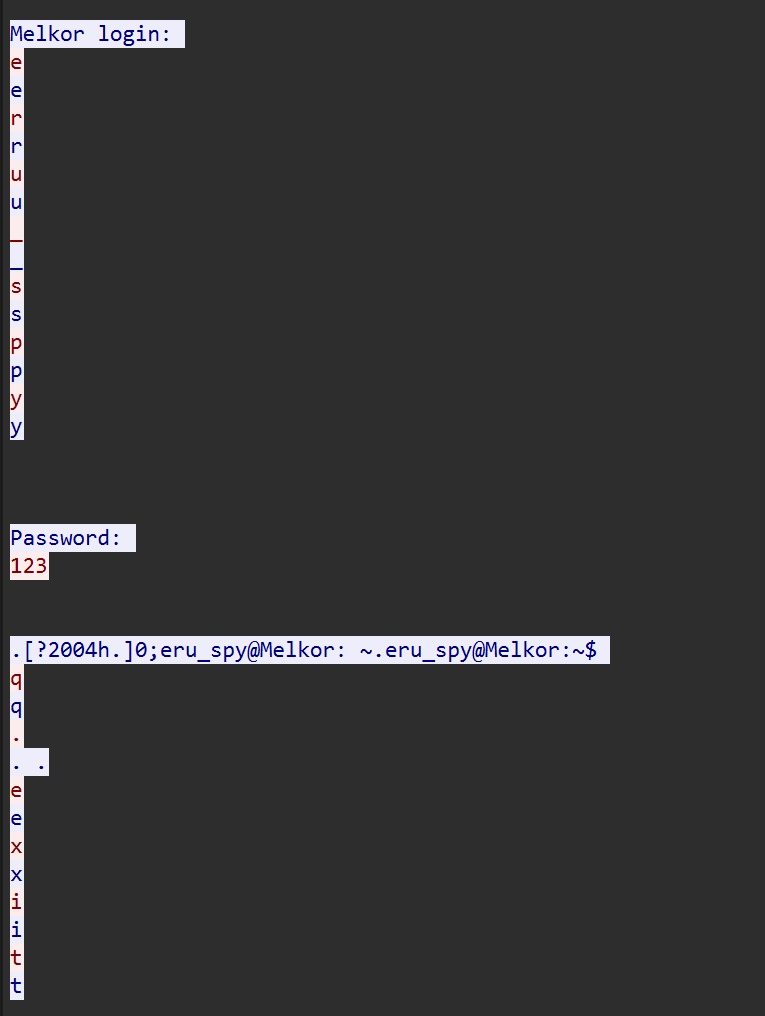 Melkor login:
e
e
r
r
u
u
_
_
s
s
p
p
y
y
Password:
123
.[?2004h.]0;eru_spy@Melkor: ~.eru_spy@Melkor:~$
q
q
.
. .
e
e
x
x
i
i
t
t